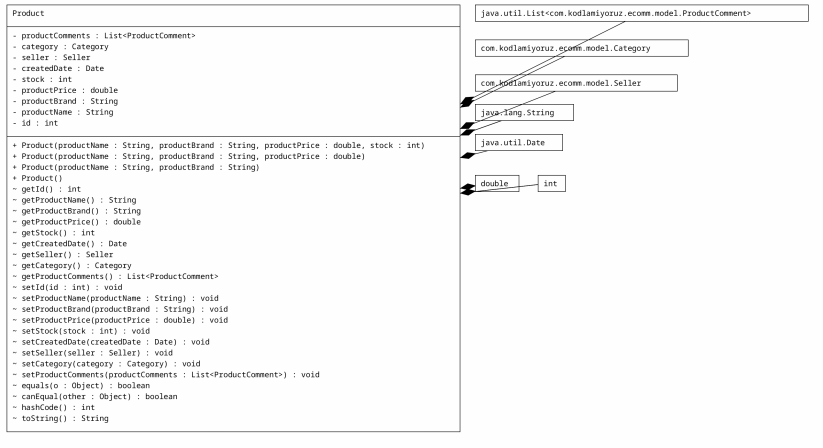 Product
- productComments : List<ProductComment>
- category : Category
- seller : Seller
- createdDate : Date
- stock : int
- productPrice : double
- productBrand : String
- productName : String
- id : int
+ Product(productName : String, productBrand : String, productPrice : double, stock : int)
+ Product(productName : String, productBrand : String, productPrice : double)
+ Product(productName : String, productBrand : String)
+ Product()
~ getId() : int
~ getProductName() : String
~ getProductBrand() : String
~ getProductPrice() : double
~ getStock() : int
~ getCreatedDate() : Date
~ getSeller() : Seller
~ getCategory() : Category
~ getProductComments() : List<ProductComment>
~ setId(id : int) : void
~ setProductName(productName : String) : void
~ setProductBrand(productBrand : String) : void
~ setProductPrice(productPrice : double) : void
~ setStock(stock : int) : void
~ setCreatedDate(createdDate : Date) : void
~ setSeller(seller : Seller) : void
~ setCategory(category : Category) : void
~ setProductComments(productComments : List<ProductComment>) : void
~ equals(o : Object) : boolean
~ canEqual(other : Object) : boolean
~ hashCode() : int
~ toString() : String
java.util.List<com.kodlamiyoruz.ecomm.model.ProductComment>
com.kodlamiyoruz.ecomm.model.Category
com.kodlamiyoruz.ecomm.model.Seller
java.lang.String
java.util.Date
double
int